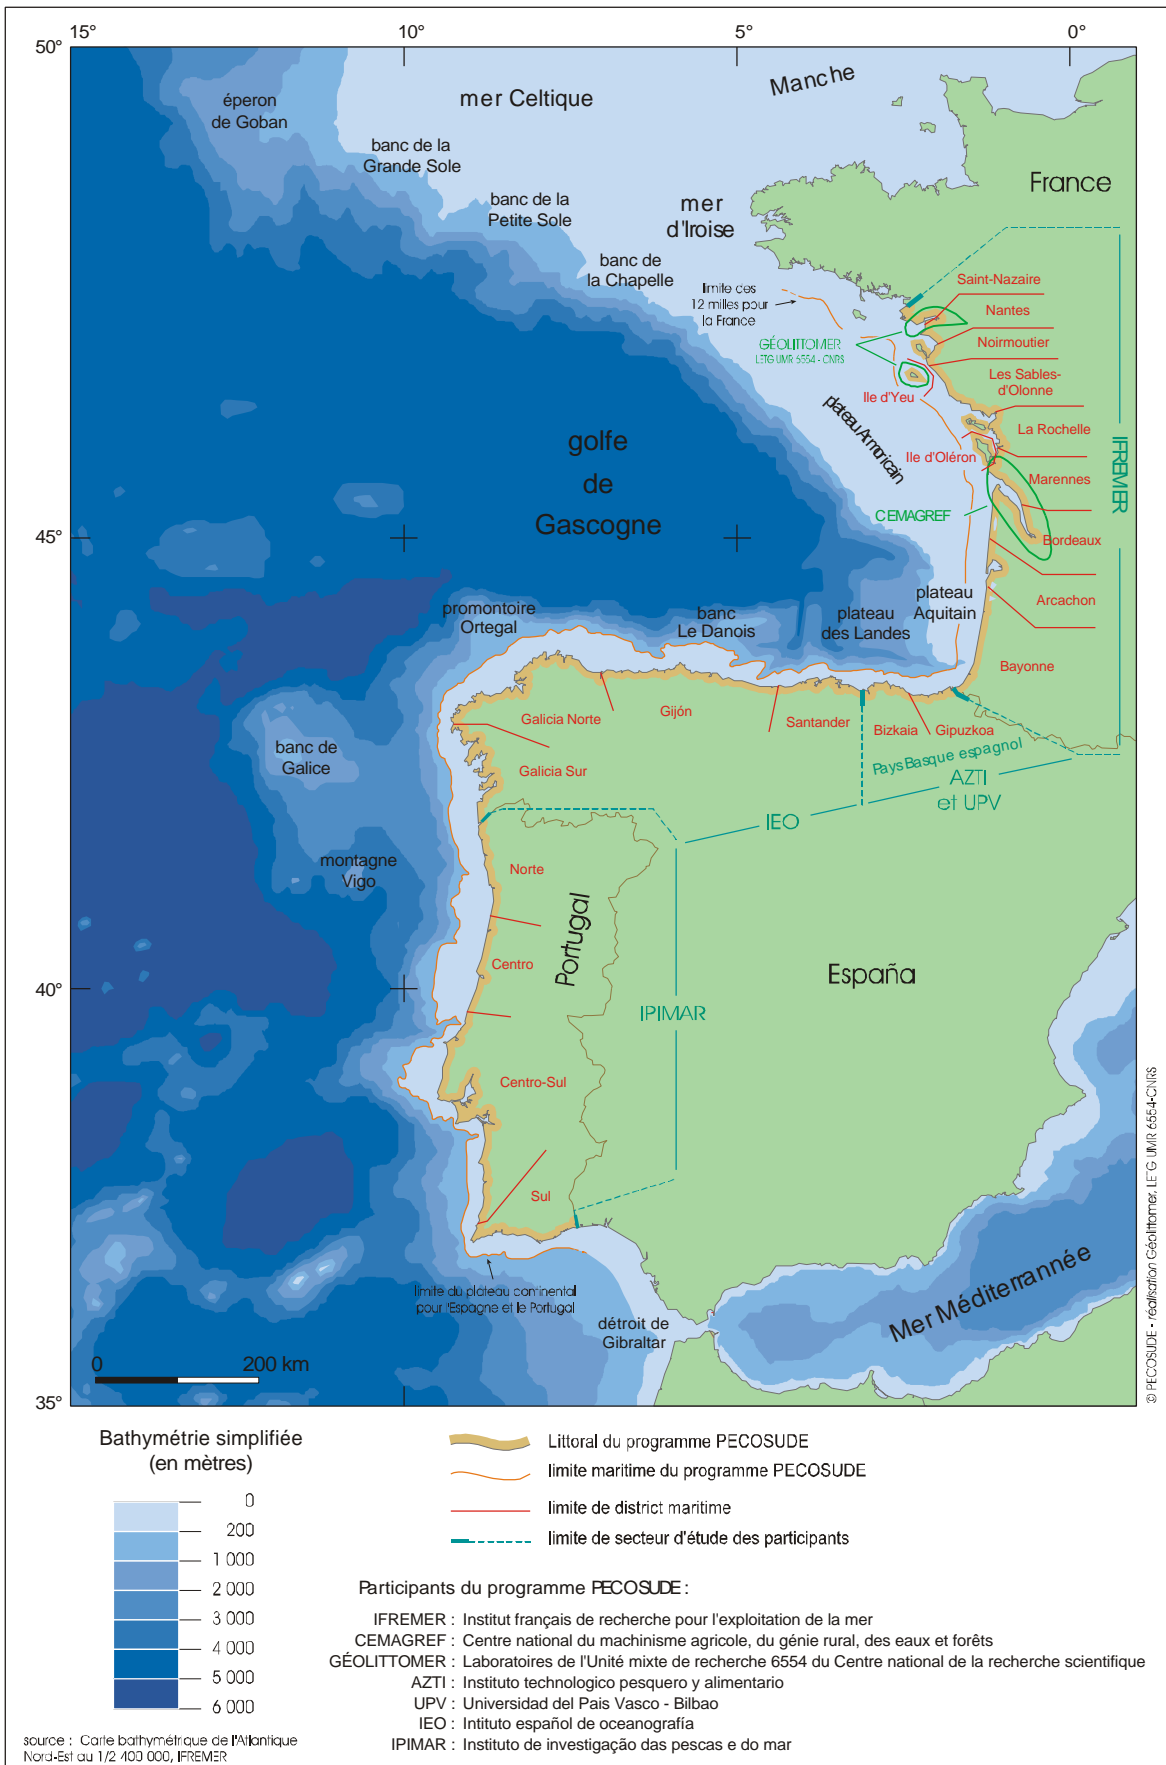 15°
10°
5°
0°
50°
45°
40°
35°
Manche
mer Celtique
éperon
de Goban
banc de la
Grande Sole
banc de la
Petite Sole
mer
d'Iroise
banc de
la Chapelle
France
limite des
12 milles pour
la France
Saint-Nazaire
Nantes
GÉOLITTOMER
LETG UMR 6554 - CNRS
Noirmoutier
Les Sables-
d'Olonne
Ile d'Yeu
plateau Armoricain
La Rochelle
Ile d'Oléron
IFREMER
golfe
de
Gascogne
Marennes
CEMAGREF
Bordeaux
plateau
Aquitain
Arcachon
promontoire
Ortegal
banc
Le Danois
plateau
des Landes
Bayonne
Galicia Norte
Gijón
Santander
Bizkaia
Gipuzkoa
Pays Basque espagnol
AZTI
et UPV
Galicia Sur
banc de
Galice
IEO
montagne
Vigo
Norte
Portugal
Centro
España
IPIMAR
Centro-Sul
Sul
limite du plateau continental
pour l'Espagne et le Portugal
détroit de
Gibraltar
Mer Méditerrannée
0
200 km
© PECOSUDE - réalisation Géolittomer, LETG UMR 6554-CNRS
Bathymétrie simplifiée
(en mètres)
0
200
1 000
2 000
3 000
4 000
5 000
6 000
source : Carte bathymétrique de l'Atlantique
Nord-Est au 1/2 400 000, IFREMER
Littoral du programme PECOSUDE
limite maritime du programme PECOSUDE
limite de district maritime
limite de secteur d'étude des participants
Participants du programme PECOSUDE :
IFREMER : Institut français de recherche pour l'exploitation de la mer
CEMAGREF : Centre national du machinisme agricole, du génie rural, des eaux et forêts
GÉOLITTOMER : Laboratoires de l'Unité mixte de recherche 6554 du Centre national de la recherche scientifique
AZTI : Instituto technologico pesquero y alimentario
UPV : Universidad del Pais Vasco - Bilbao
IEO : Intituto español de oceanografía
IPIMAR : Instituto de investigação das pescas e do mar